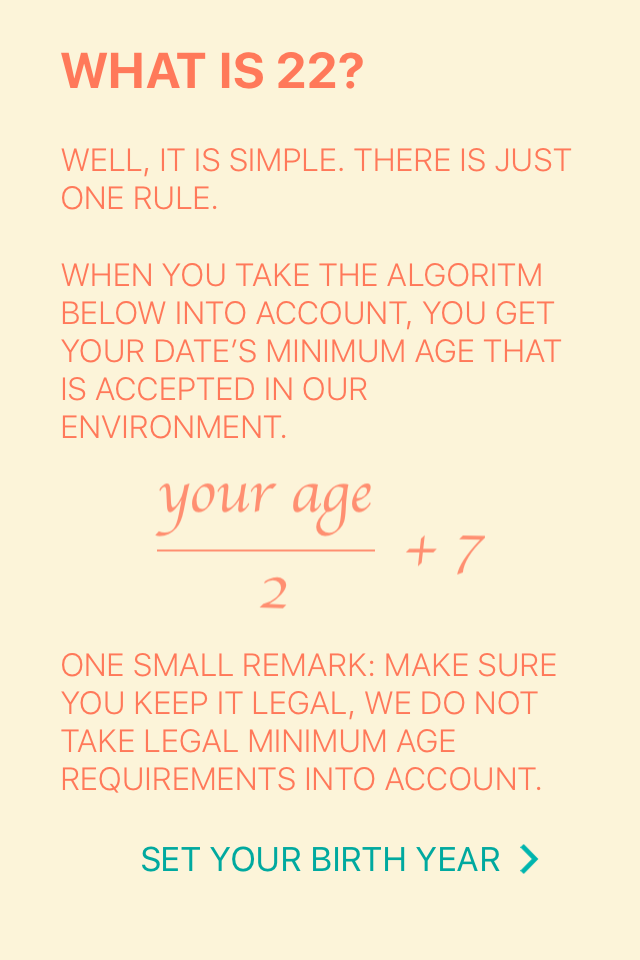 WHAT IS 22?
WELL, IT IS SIMPLE. THERE IS JUST
ONE RULE.
WHEN YOU TAKE THE ALGORITM
BELOW INTO ACCOUNT, YOU GET
YOUR DATE’S MINIMUM AGE THAT
IS ACCEPTED IN OUR
ENVIRONMENT.
your age
+ 7
2
ONE SMALL REMARK: MAKE SURE
YOU KEEP IT LEGAL, WE DO NOT
TAKE LEGAL MINIMUM AGE
REQUIREMENTS INTO ACCOUNT.
SET YOUR BIRTH YEAR